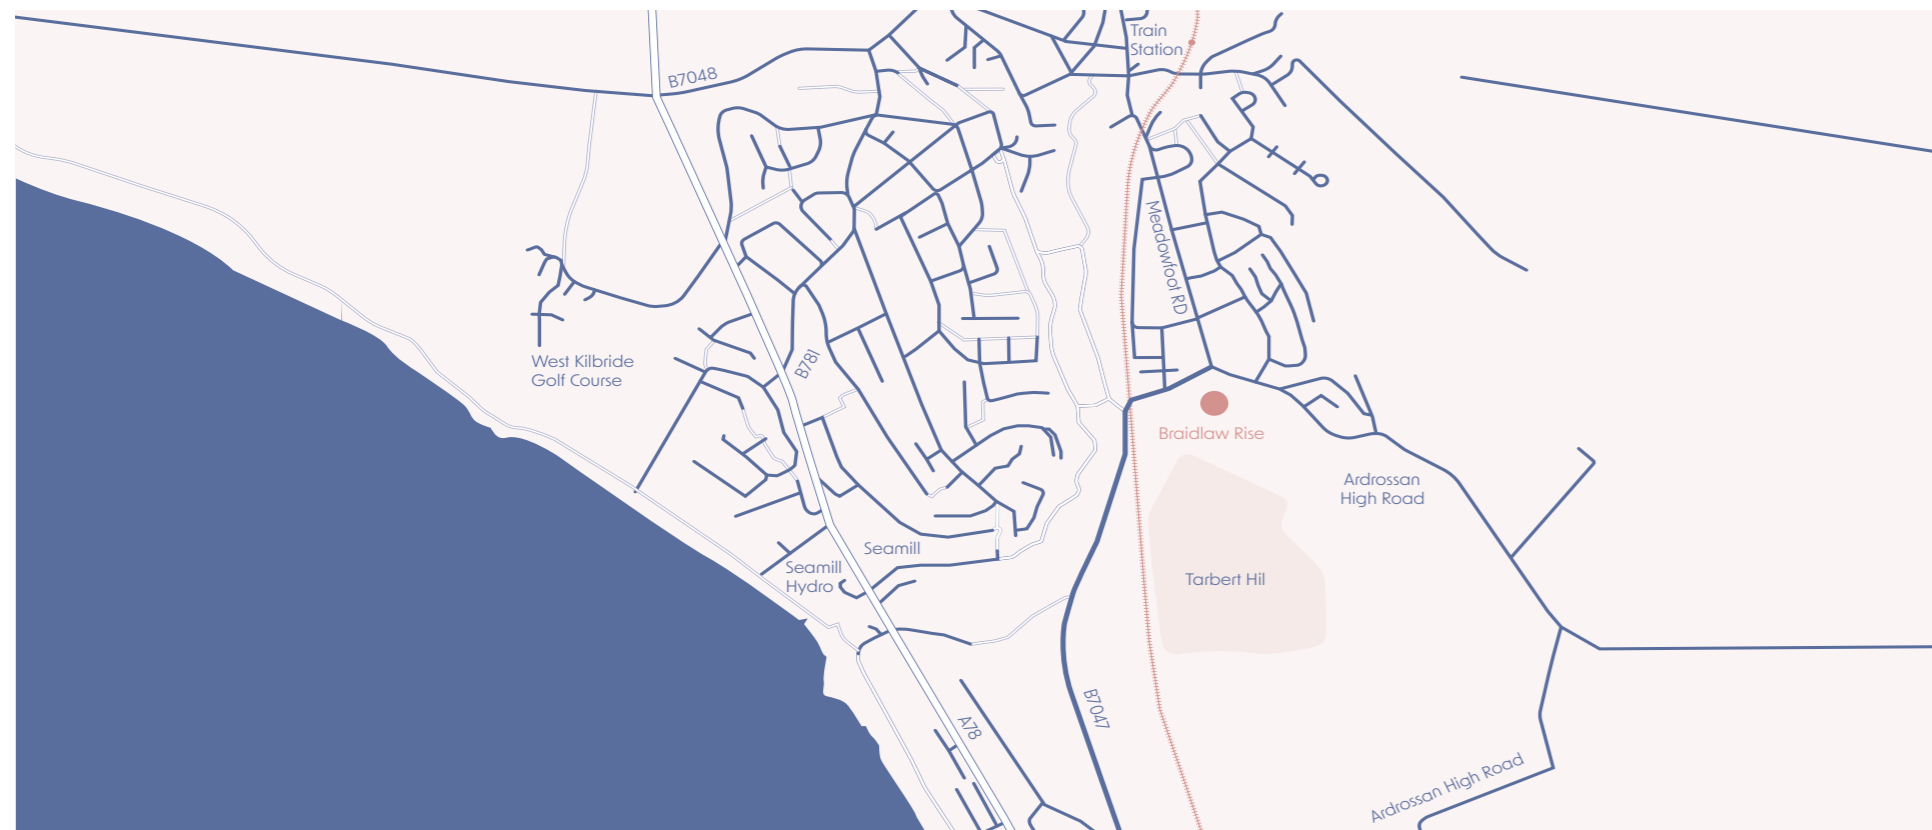 Train
Station
B7048
Meadowfoot RD
West Kilbride
Golf Course
B781
Braidlaw Rise
Ardrossan
High Road
Seamill
Seamill
Hydro
Tarbert Hil
B7047
A78
Ardrossan High Road